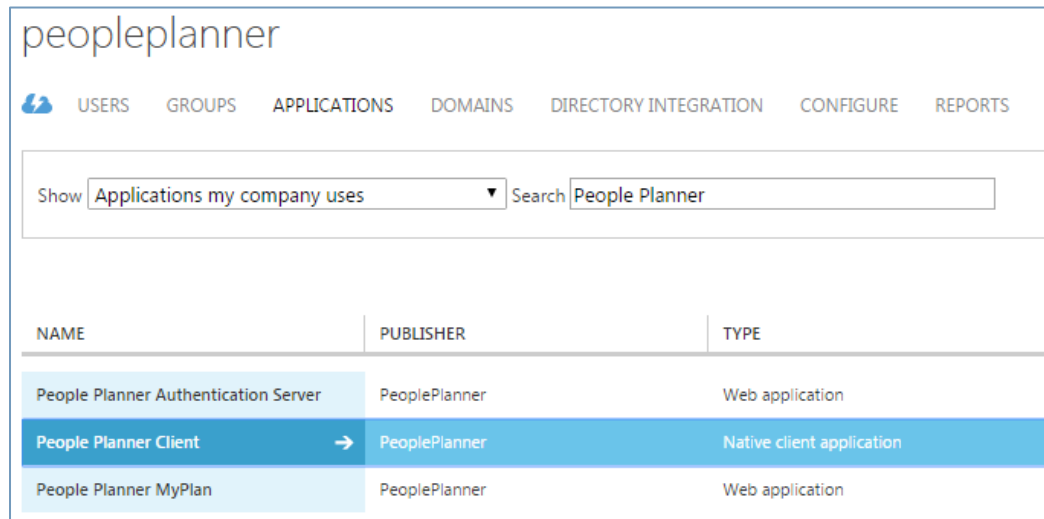 peopleplanner
USERS GROUPS APPLICATIONS DOMAINS DIRECTORY INTEGRATION CONFIGURE REPORTS
Show Applications my company uses Search People Planner
NAME PUBLISHER TYPE
People Planner Authentication Server PeoplePlanner Web application
People Planner Client PeoplePlanner Native client application
People Planner MyPlan PeoplePlanner Web application